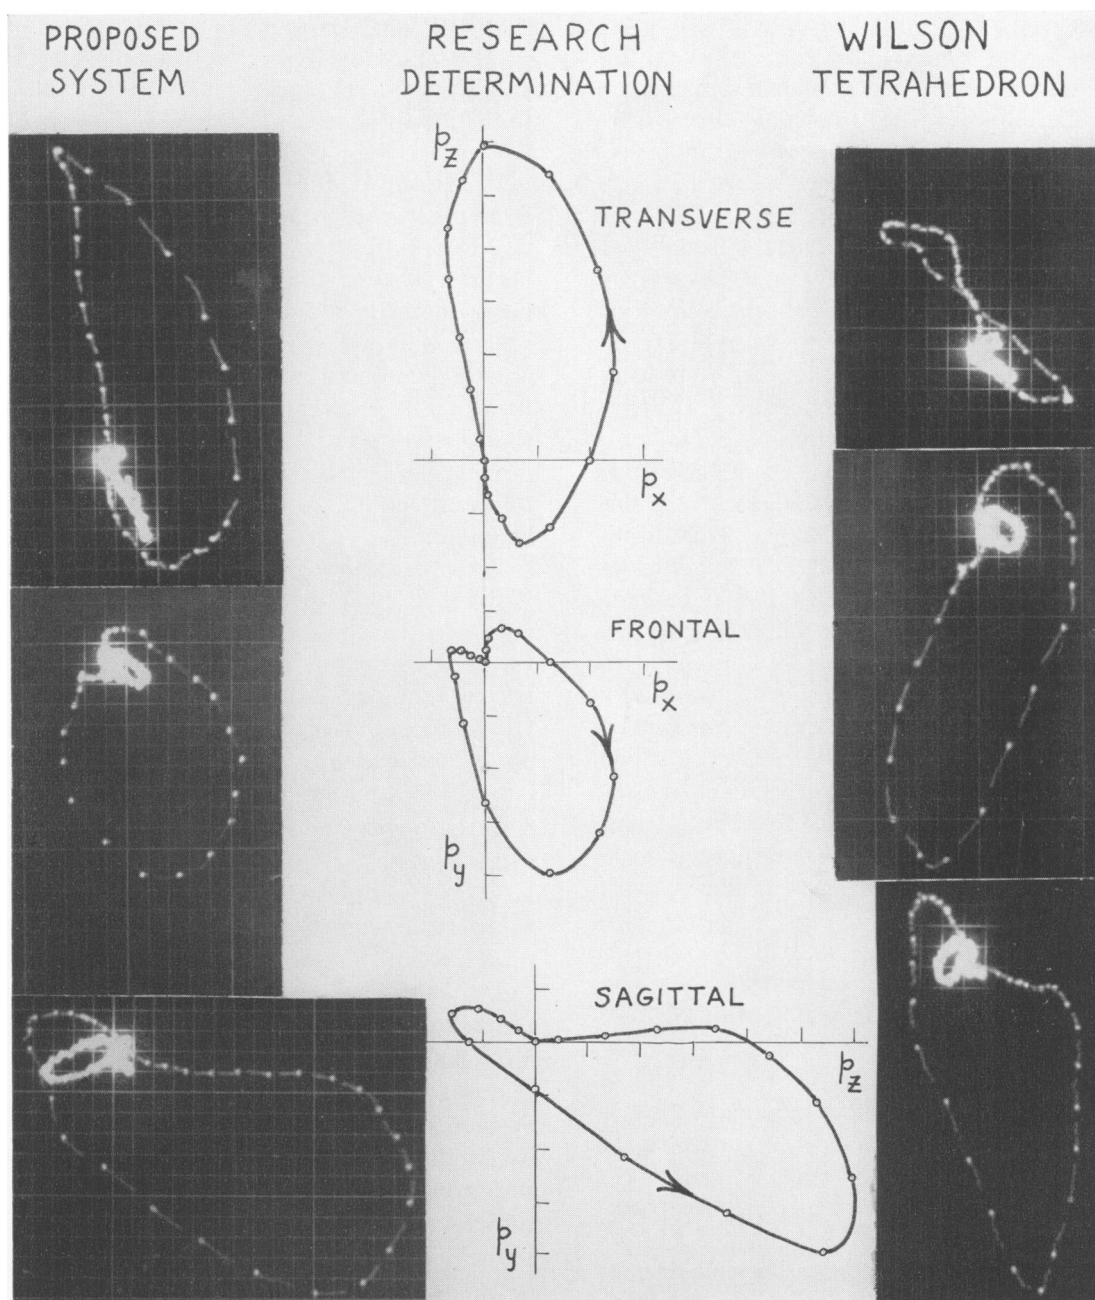 PROPOSED
SYSTEM
RESEARCH
DETERMINATION
WILSON
TETRAHEDRON
pz
TRANSVERSE
px
FRONTAL
px
py
SAGITTAL
pz
py